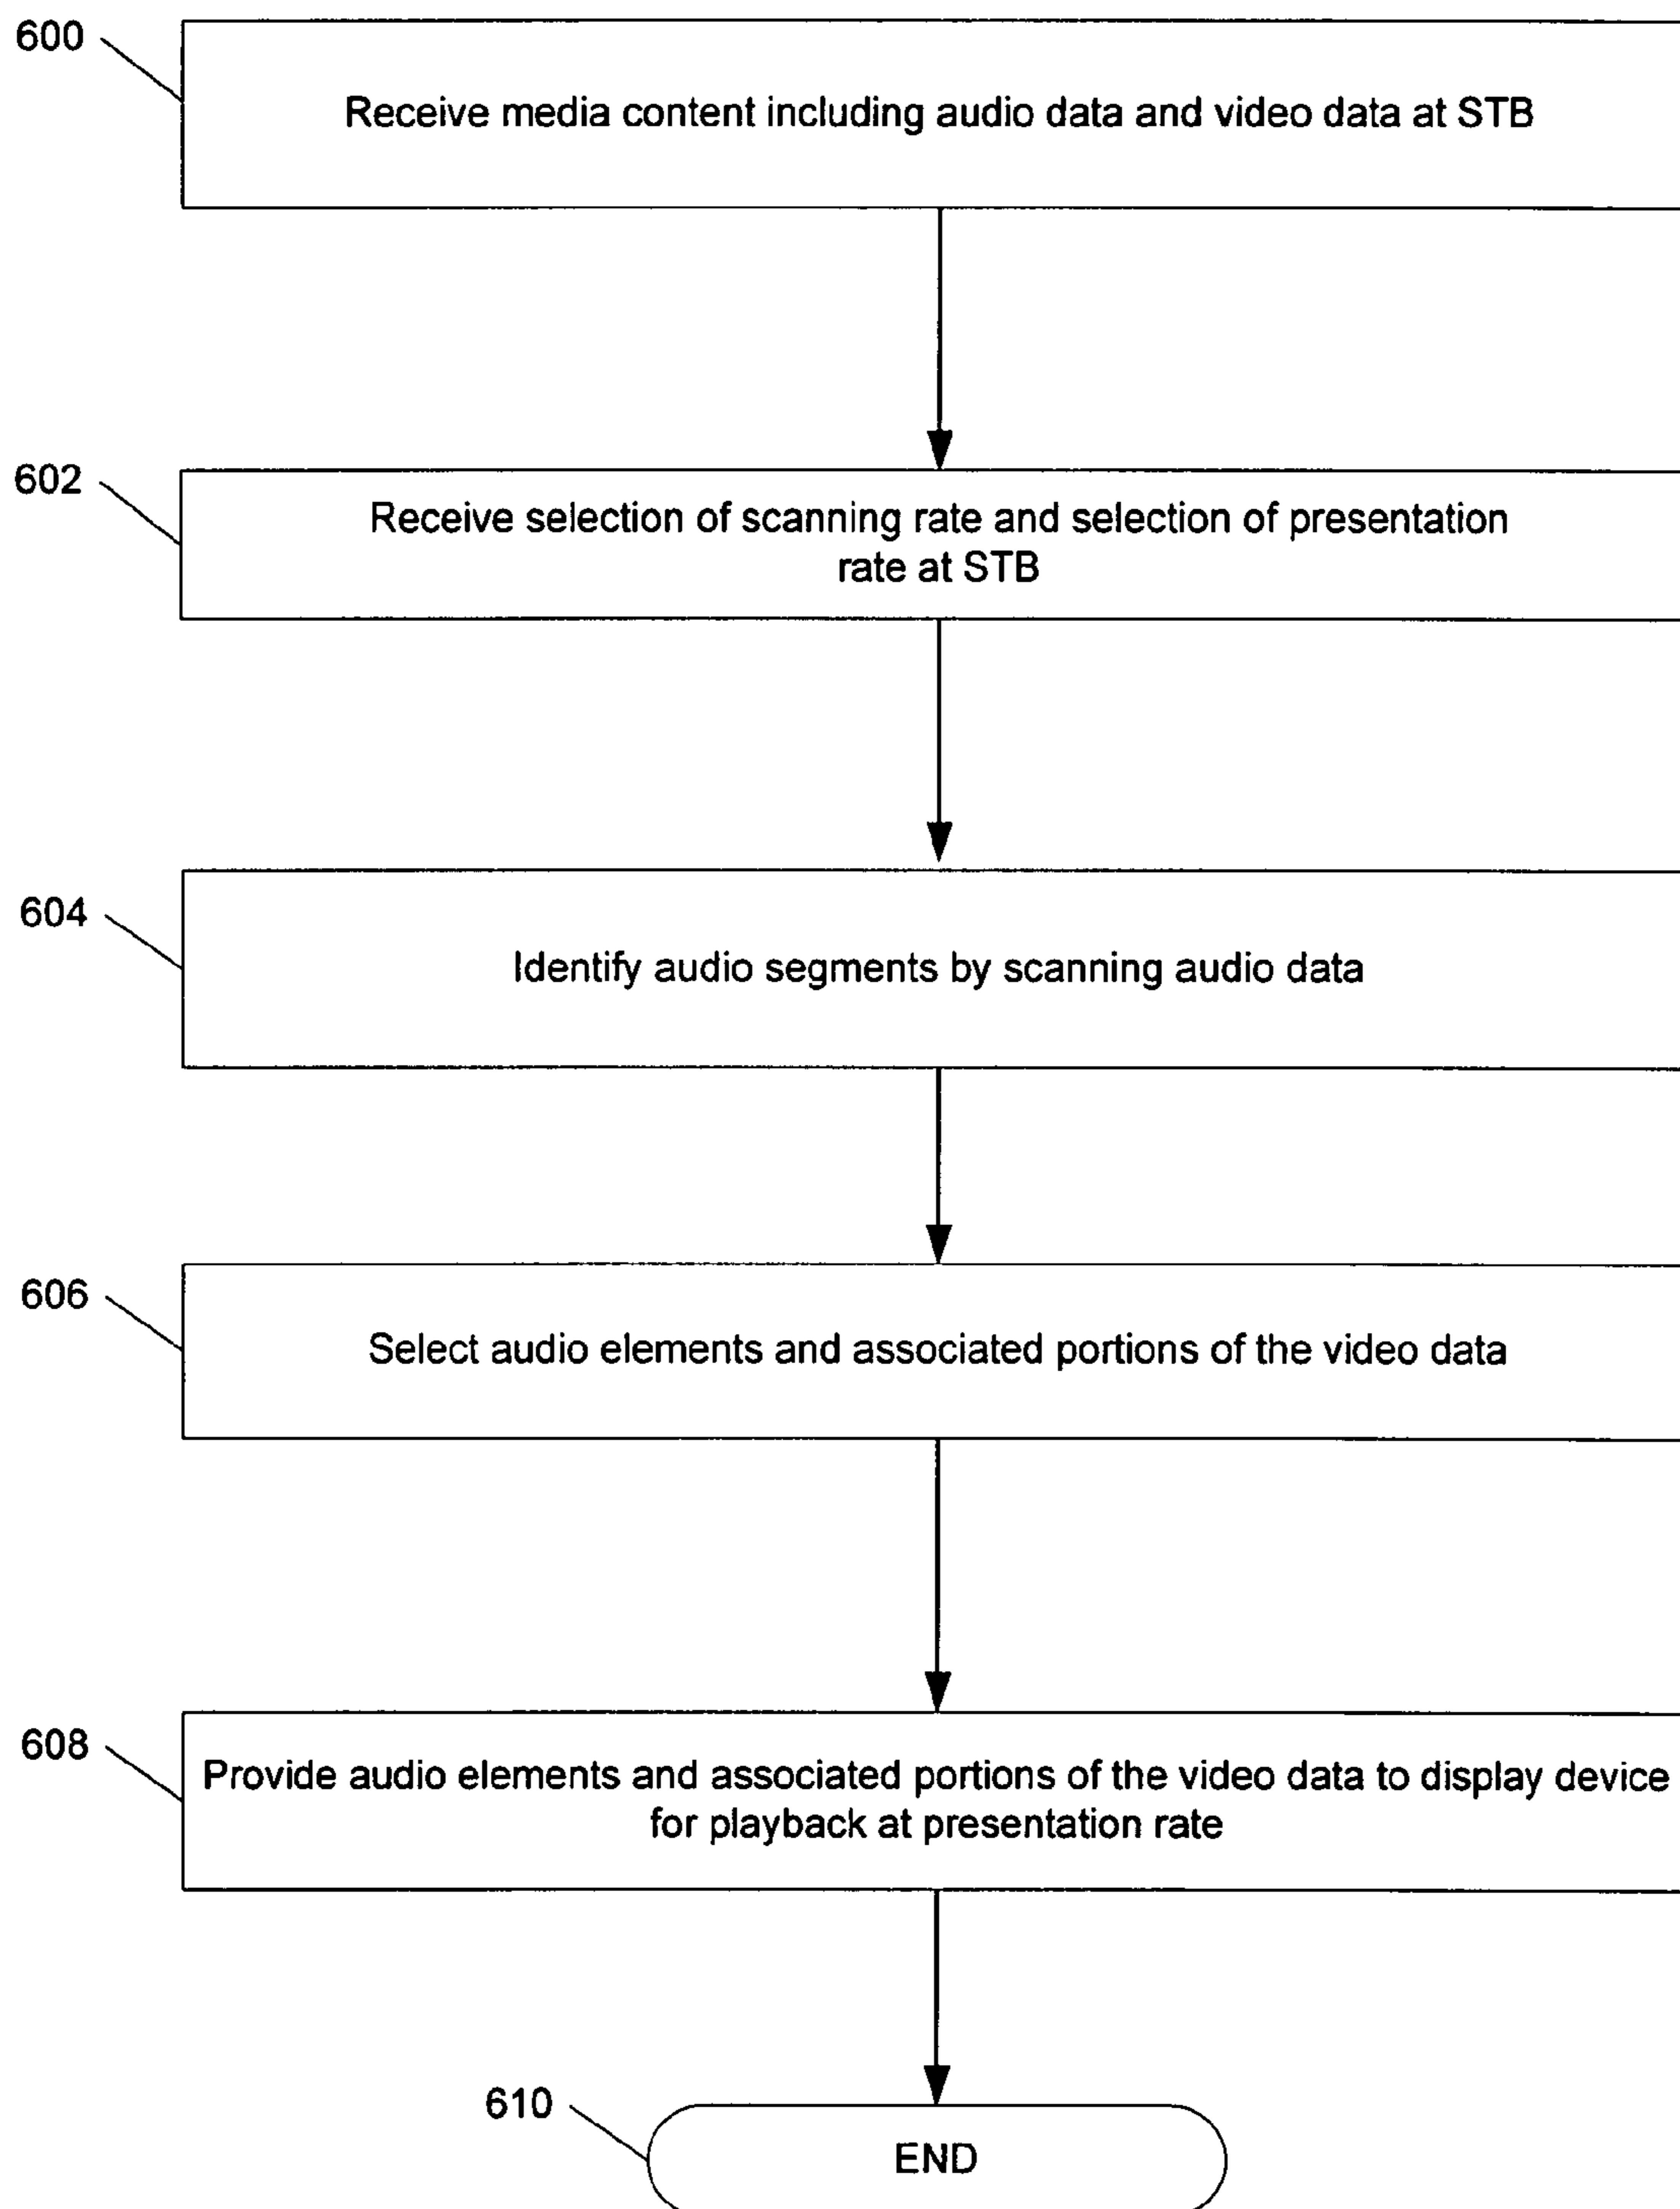 600
Receive media content including audio data and video data at STB
602
Receive selection of scanning rate and selection of presentation
rate at STB
604
Identify audio segments by scanning audio data
606
Select audio elements and associated portions of the video data
608
Provide audio elements and associated portions of the video data to display device
for playback at presentation rate
610
END